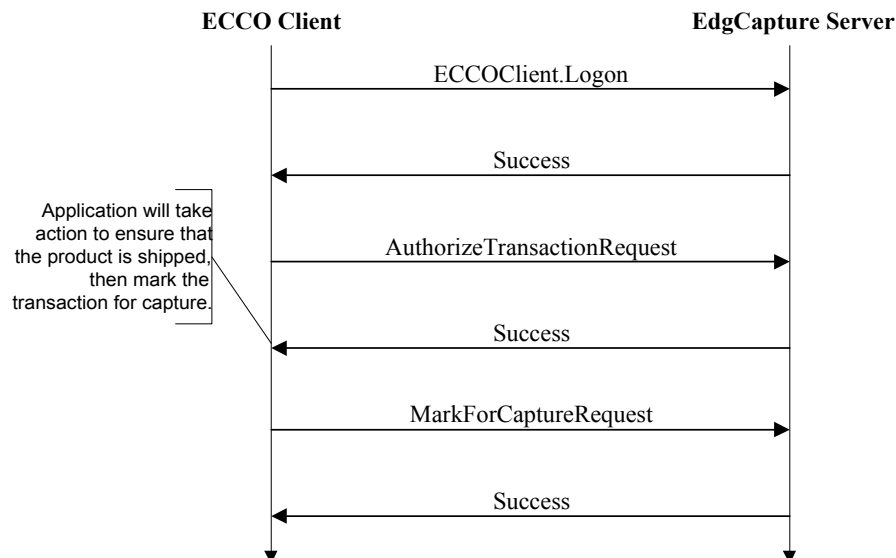 ECCO Client
EdgCapture Server
ECCOClient.Logon
Success
Application will take
action to ensure that
the product is shipped,
then mark the
transaction for capture.
AuthorizeTransactionRequest
Success
MarkForCaptureRequest
Success